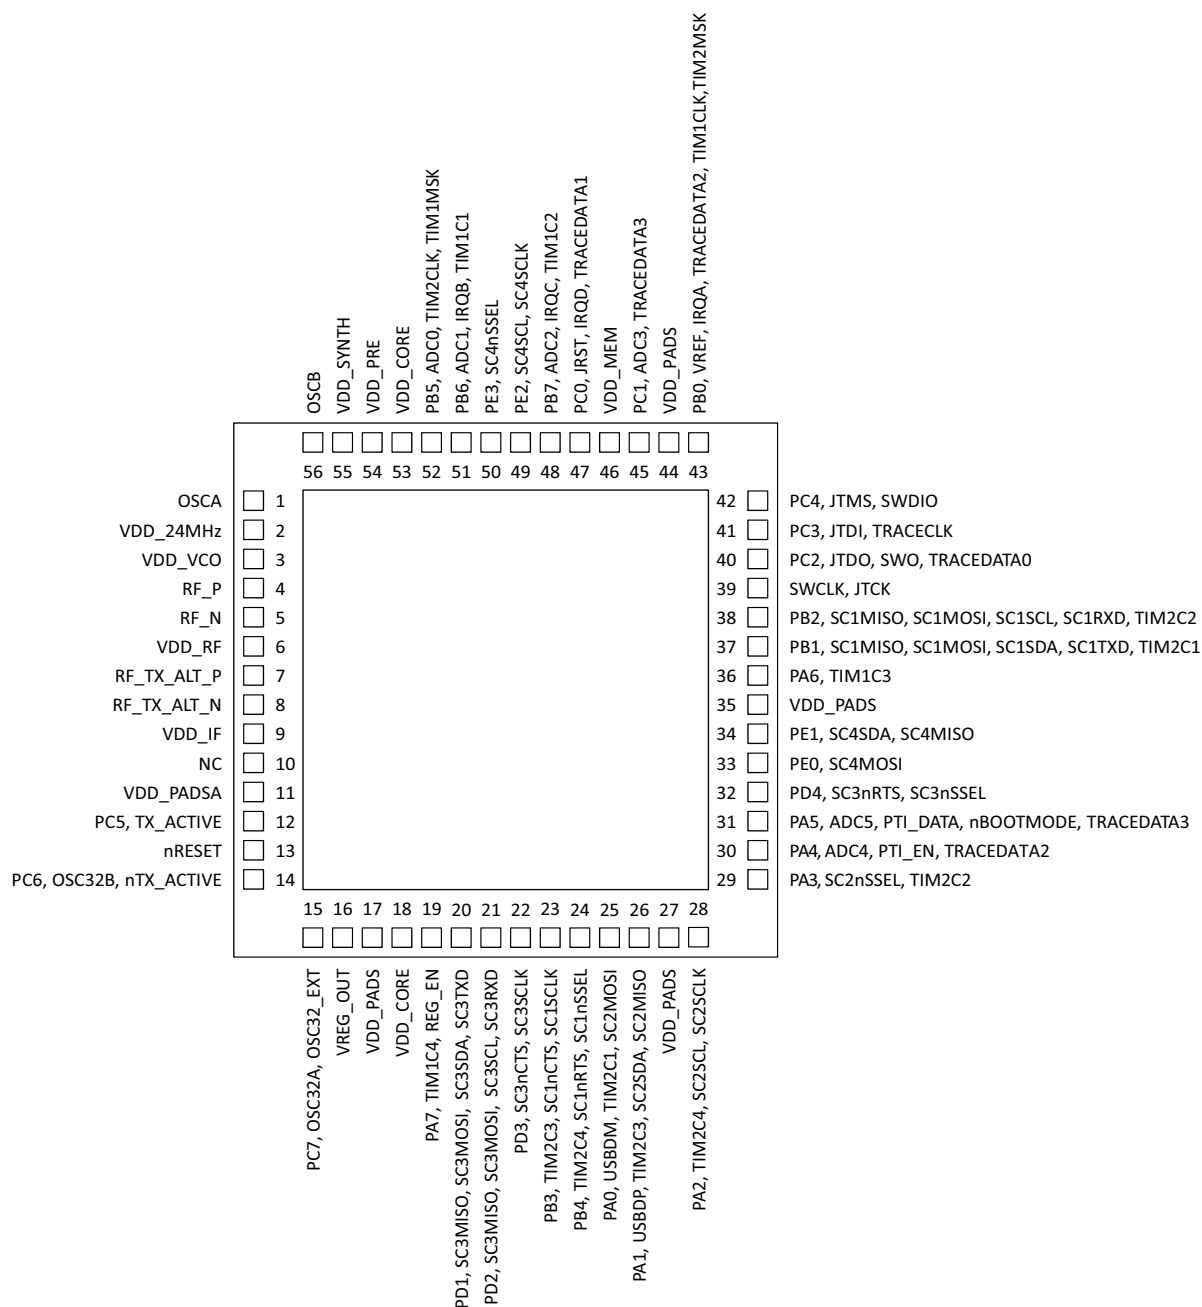 OSCB
VDD_SYNTH
VDD_PRE
VDD_CORE
PB5, ADC0, TIM2CLK, TIM1MSK
PB6, ADC1, IRQB, TIM1C1
PE3, SC4nSSEL
PE2, SC4SCL, SC4SCLK
PB7, ADC2, IRQC, TIM1C2
PC0, JRST, IRQD, TRACEDATA1
VDD_MEM
PC1, ADC3, TRACEDATA3
VDD_PADS
PB0, VREF, IRQA, TRACEDATA2, TIM1CLK,TIM2MSK
56 55 54 53 52 51 50 49 48 47 46 45 44 43
OSCA 1
VDD_24MHz 2
VDD_VCO 3
RF_P 4
RF_N 5
VDD_RF 6
RF_TX_ALT_P 7
RF_TX_ALT_N 8
VDD_IF 9
NC 10
VDD_PADSA 11
PC5, TX_ACTIVE 12
nRESET 13
PC6, OSC32B, nTX_ACTIVE 14
42 PC4, JTMS, SWDIO
41 PC3, JTDI, TRACECLK
40 PC2, JTDO, SWO, TRACEDATA0
39 SWCLK, JTCK
38 PB2, SC1MISO, SC1MOSI, SC1SCL, SC1RXD, TIM2C2
37 PB1, SC1MISO, SC1MOSI, SC1SDA, SC1TXD, TIM2C1
36 PA6, TIM1C3
35 VDD_PADS
34 PE1, SC4SDA, SC4MISO
33 PE0, SC4MOSI
32 PD4, SC3nRTS, SC3nSSEL
31 PA5, ADC5, PTI_DATA, nBOOTMODE, TRACEDATA3
30 PA4, ADC4, PTI_EN, TRACEDATA2
29 PA3, SC2nSSEL, TIM2C2
15 16 17 18 19 20 21 22 23 24 25 26 27 28
PC7, OSC32A, OSC32_EXT
VREG_OUT
VDD_PADS
VDD_CORE
PA7, TIM1C4, REG_EN
PD1, SC3MISO, SC3MOSI, SC3SDA, SC3TXD
PD2, SC3MISO, SC3MOSI, SC3SCL, SC3RXD
PD3, SC3nCTS, SC3SCLK
PB3, TIM2C3, SC1nCTS, SC1SCLK
PB4, TIM2C4, SC1nRTS, SC1nSSEL
PA0, USBDM, TIM2C1, SC2MOSI
PA1, USBDP, TIM2C3, SC2SDA, SC2MISO
VDD_PADS
PA2, TIM2C4, SC2SCL, SC2SCLK